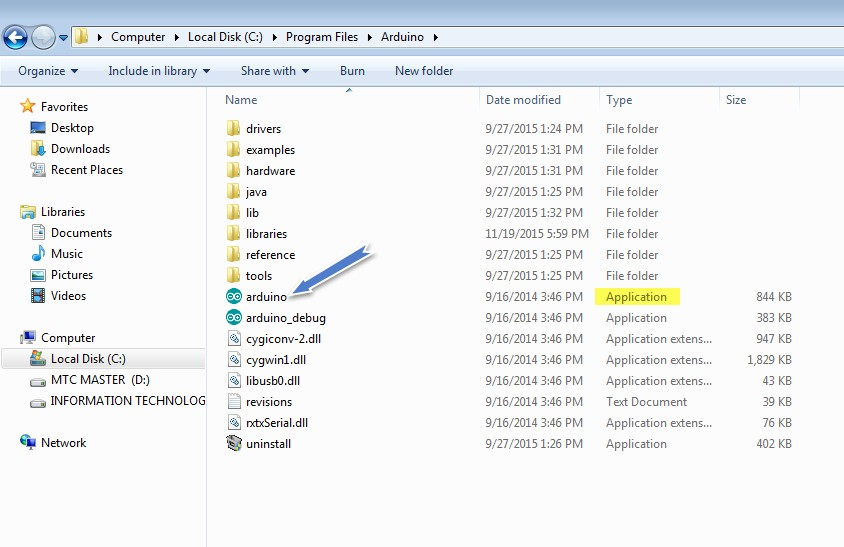 Computer Local Disk (C:) Program Files Arduino
Organize Include in library Share with Burn New folder
Favorites
Desktop
Downloads
Recent Places
Libraries
Documents
Music
Pictures
Videos
Computer
Local Disk (C:)
MTC MASTER (D:)
INFORMATION TECHNOLOG
Network
Name Date modified Type Size
drivers 9/27/2015 1:24 PM File folder
examples 9/27/2015 1:31 PM File folder
hardware 9/27/2015 1:31 PM File folder
java 9/27/2015 1:25 PM File folder
lib 9/27/2015 1:32 PM File folder
libraries 11/19/2015 5:59 PM File folder
reference 9/27/2015 1:25 PM File folder
tools 9/27/2015 1:25 PM File folder
arduino 9/16/2014 3:46 PM Application 844 KB
arduino_debug 9/16/2014 3:46 PM Application 383 KB
cygiconv-2.dll 9/16/2014 3:46 PM Application extens... 947 KB
cygwin1.dll 9/16/2014 3:46 PM Application extens... 1,829 KB
libusb0.dll 9/16/2014 3:46 PM Application extens... 43 KB
revisions 9/16/2014 3:46 PM Text Document 39 KB
rxtxSerial.dll 9/16/2014 3:46 PM Application extens... 76 KB
uninstall 9/27/2015 1:26 PM Application 402 KB